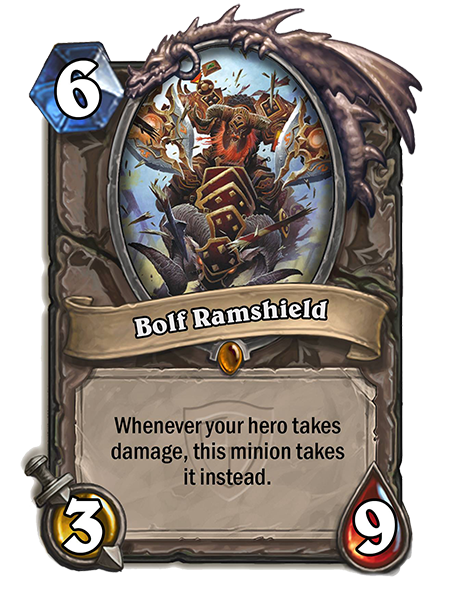 6
Bolf Ramshield
Whenever your hero takes
damage, this minion takes
it instead.
3
9